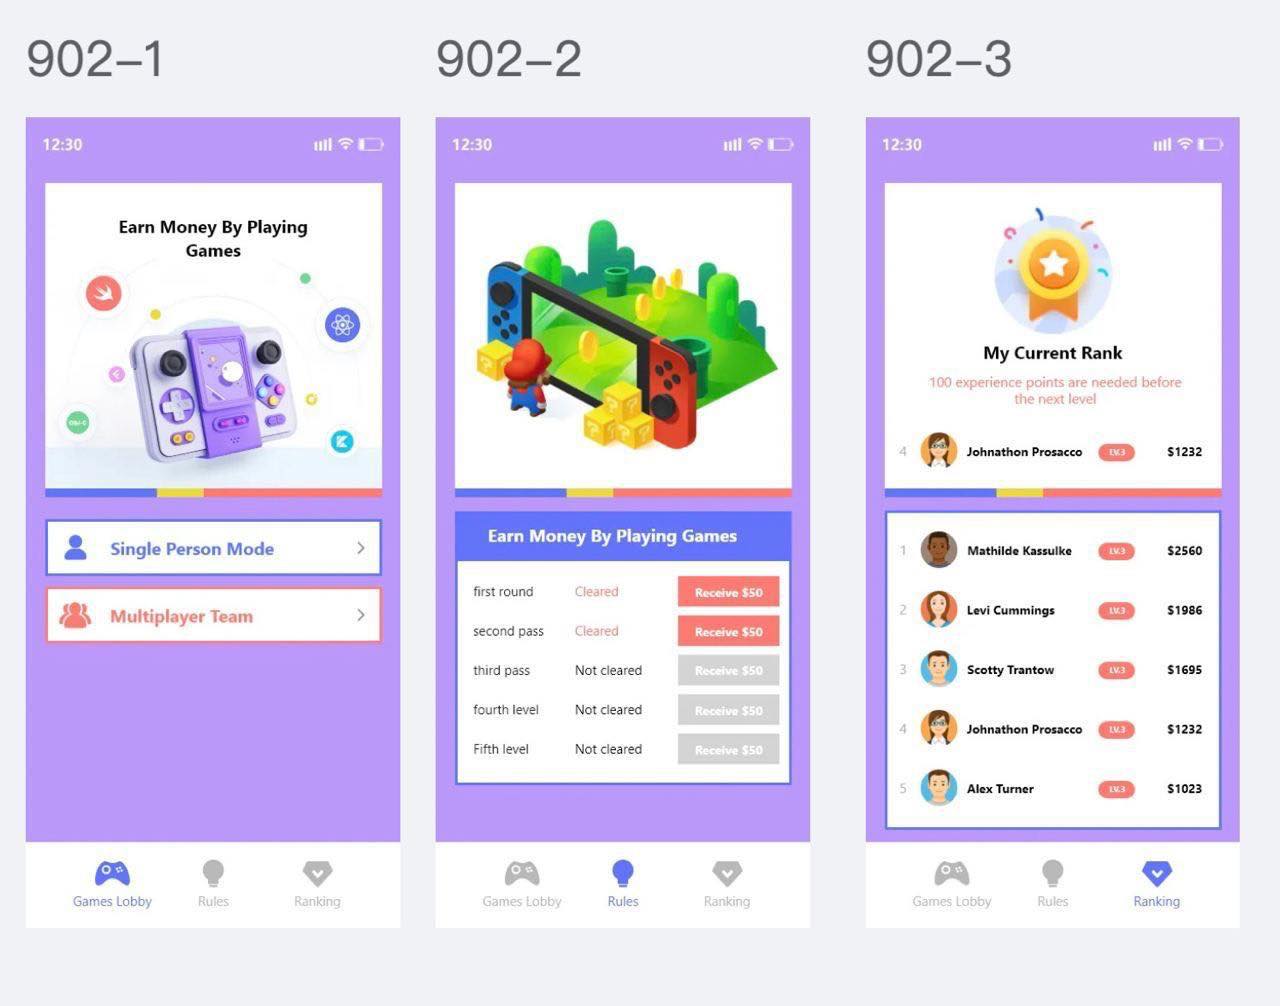 902–1
12:30
Earn Money By Playing
Games
Obj-C
Single Person Mode
Multiplayer Team
Games Lobby
Rules
Ranking
902–2
12:30
Earn Money By Playing Games
first round Cleared Receive $50
second pass Cleared Receive $50
third pass Not cleared Receive $50
fourth level Not cleared Receive $50
Fifth level Not cleared Receive $50
Games Lobby
Rules
Ranking
902–3
12:30
My Current Rank
100 experience points are needed before
the next level
4 Johnathon Prosacco LV.3 $1232
1 Mathilde Kassulke LV.3 $2560
2 Levi Cummings LV.3 $1986
3 Scotty Trantow LV.3 $1695
4 Johnathon Prosacco LV.3 $1232
5 Alex Turner LV.3 $1023
Games Lobby
Rules
Ranking